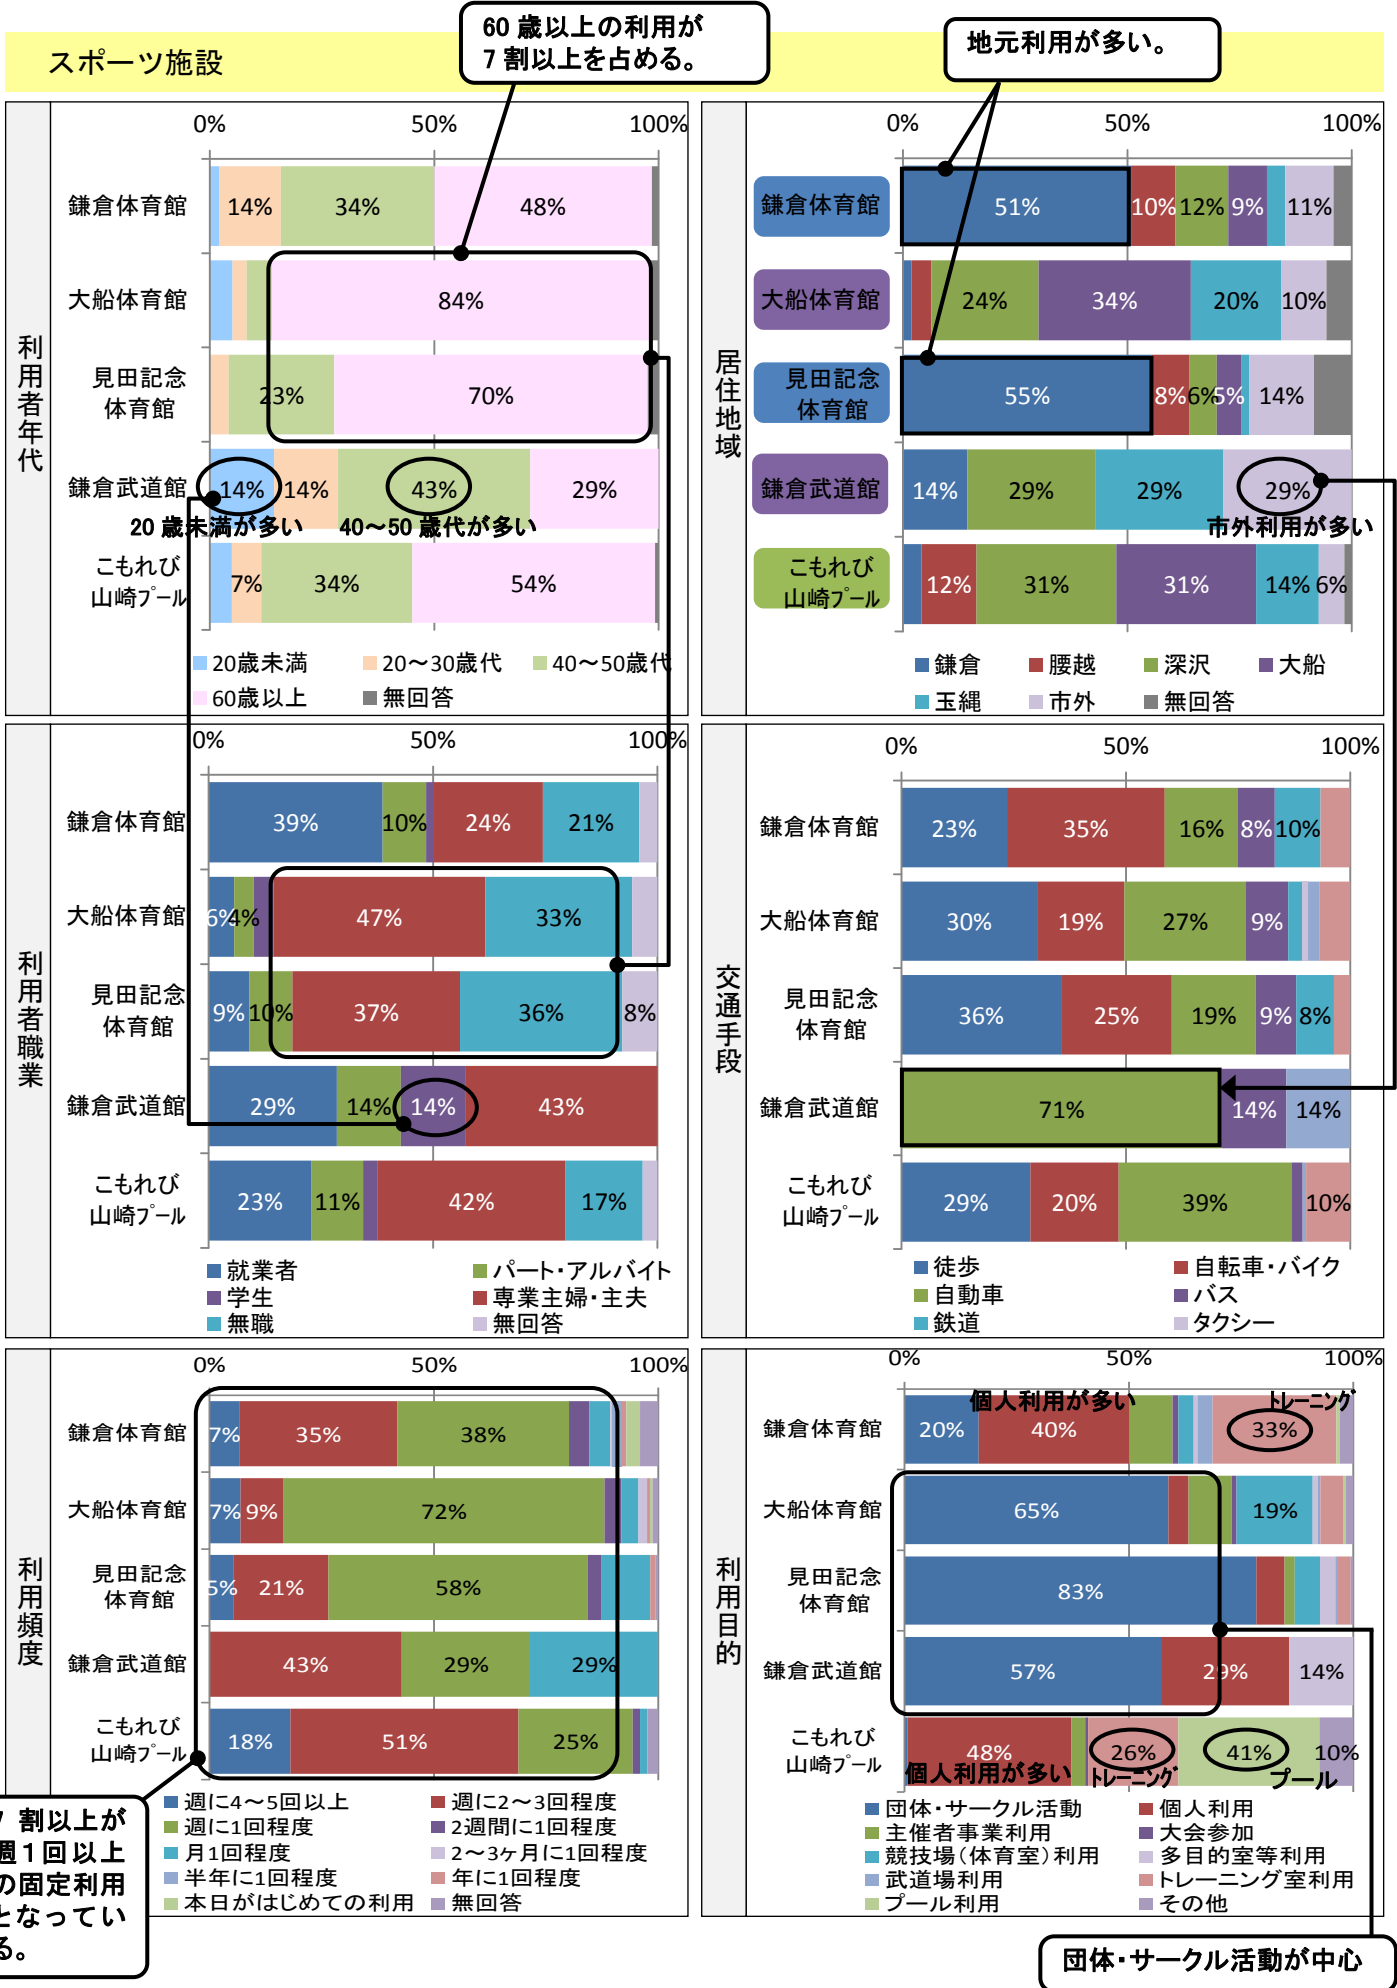 60 歳以上の利用が
7 割以上を占める。
地元利用が多い。
スポーツ施設
利用者年代
0% 50% 100%
鎌倉体育館 14% 34% 48%
大船体育館 84%
見田記念
体育館 23% 70%
鎌倉武道館 14% 14% 43% 29%
20 歳未満が多い 40～50 歳代が多い
こもれび
山崎プール 7% 34% 54%
20歳未満 20～30歳代 40～50歳代
60歳以上 無回答
居住地域
0% 50% 100%
鎌倉体育館 51% 10% 12% 9% 11%
大船体育館 24% 34% 20% 10%
見田記念
体育館 55% 8% 6% 5% 14%
鎌倉武道館 14% 29% 29% 29%
市外利用が多い
こもれび
山崎プール 12% 31% 31% 14% 6%
鎌倉 腰越 深沢 大船
玉縄 市外 無回答
利用者職業
0% 50% 100%
鎌倉体育館 39% 10% 24% 21%
大船体育館 6% 4% 47% 33%
見田記念
体育館 9% 10% 37% 36% 8%
鎌倉武道館 29% 14% 14% 43%
こもれび
山崎プール 23% 11% 42% 17%
就業者 パート・アルバイト
学生 専業主婦・主夫
無職 無回答
交通手段
0% 50% 100%
鎌倉体育館 23% 35% 16% 8% 10%
大船体育館 30% 19% 27% 9%
見田記念
体育館 36% 25% 19% 9% 8%
鎌倉武道館 71% 14% 14%
こもれび
山崎プール 29% 20% 39% 10%
徒歩 自転車・バイク
自動車 バス
鉄道 タクシー
利用頻度
0% 50% 100%
鎌倉体育館 7% 35% 38%
大船体育館 7% 9% 72%
見田記念
体育館 5% 21% 58%
鎌倉武道館 43% 29% 29%
こもれび
山崎プール 18% 51% 25%
週に4～5回以上 週に2～3回程度
週に1回程度 2週間に1回程度
月1回程度 2～3ヶ月に1回程度
半年に1回程度 年に1回程度
本日がはじめての利用 無回答
割以上が
週1回以上
の固定利用
となってい
る。
利用目的
0% 50% 100%
個人利用が多い トレーニング
鎌倉体育館 20% 40% 33%
大船体育館 65% 19%
見田記念
体育館 83%
鎌倉武道館 57% 29% 14%
こもれび
山崎プール 48% 26% 41% 10%
個人利用が多い トレーニング プール
団体・サークル活動 個人利用
主催者事業利用 大会参加
競技場（体育室）利用 多目的室等利用
武道場利用 トレーニング室利用
プール利用 その他
団体・サークル活動が中心